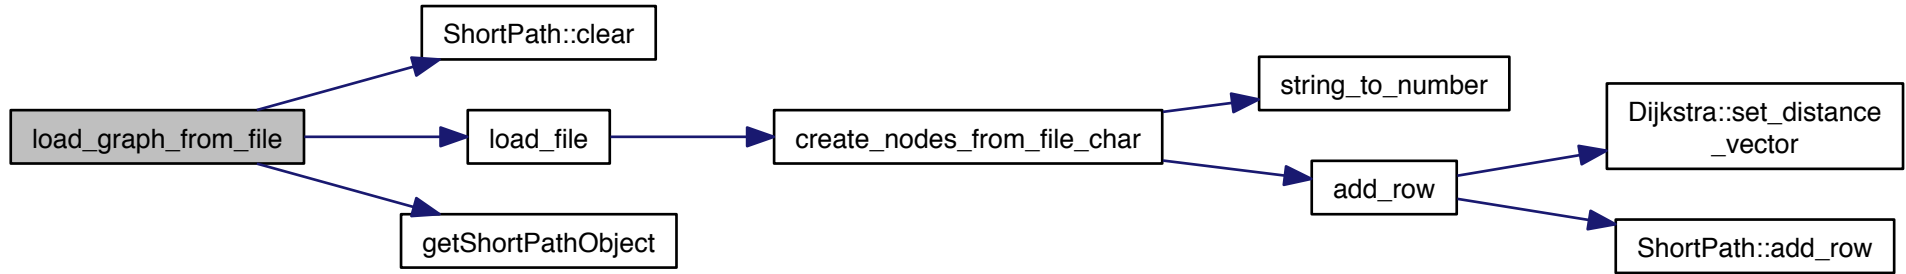 ShortPath::clear
load_graph_from_file
load_file
getShortPathObject
create_nodes_from_file_char
string_to_number
add_row
Dijkstra::set_distance
_vector
ShortPath::add_row